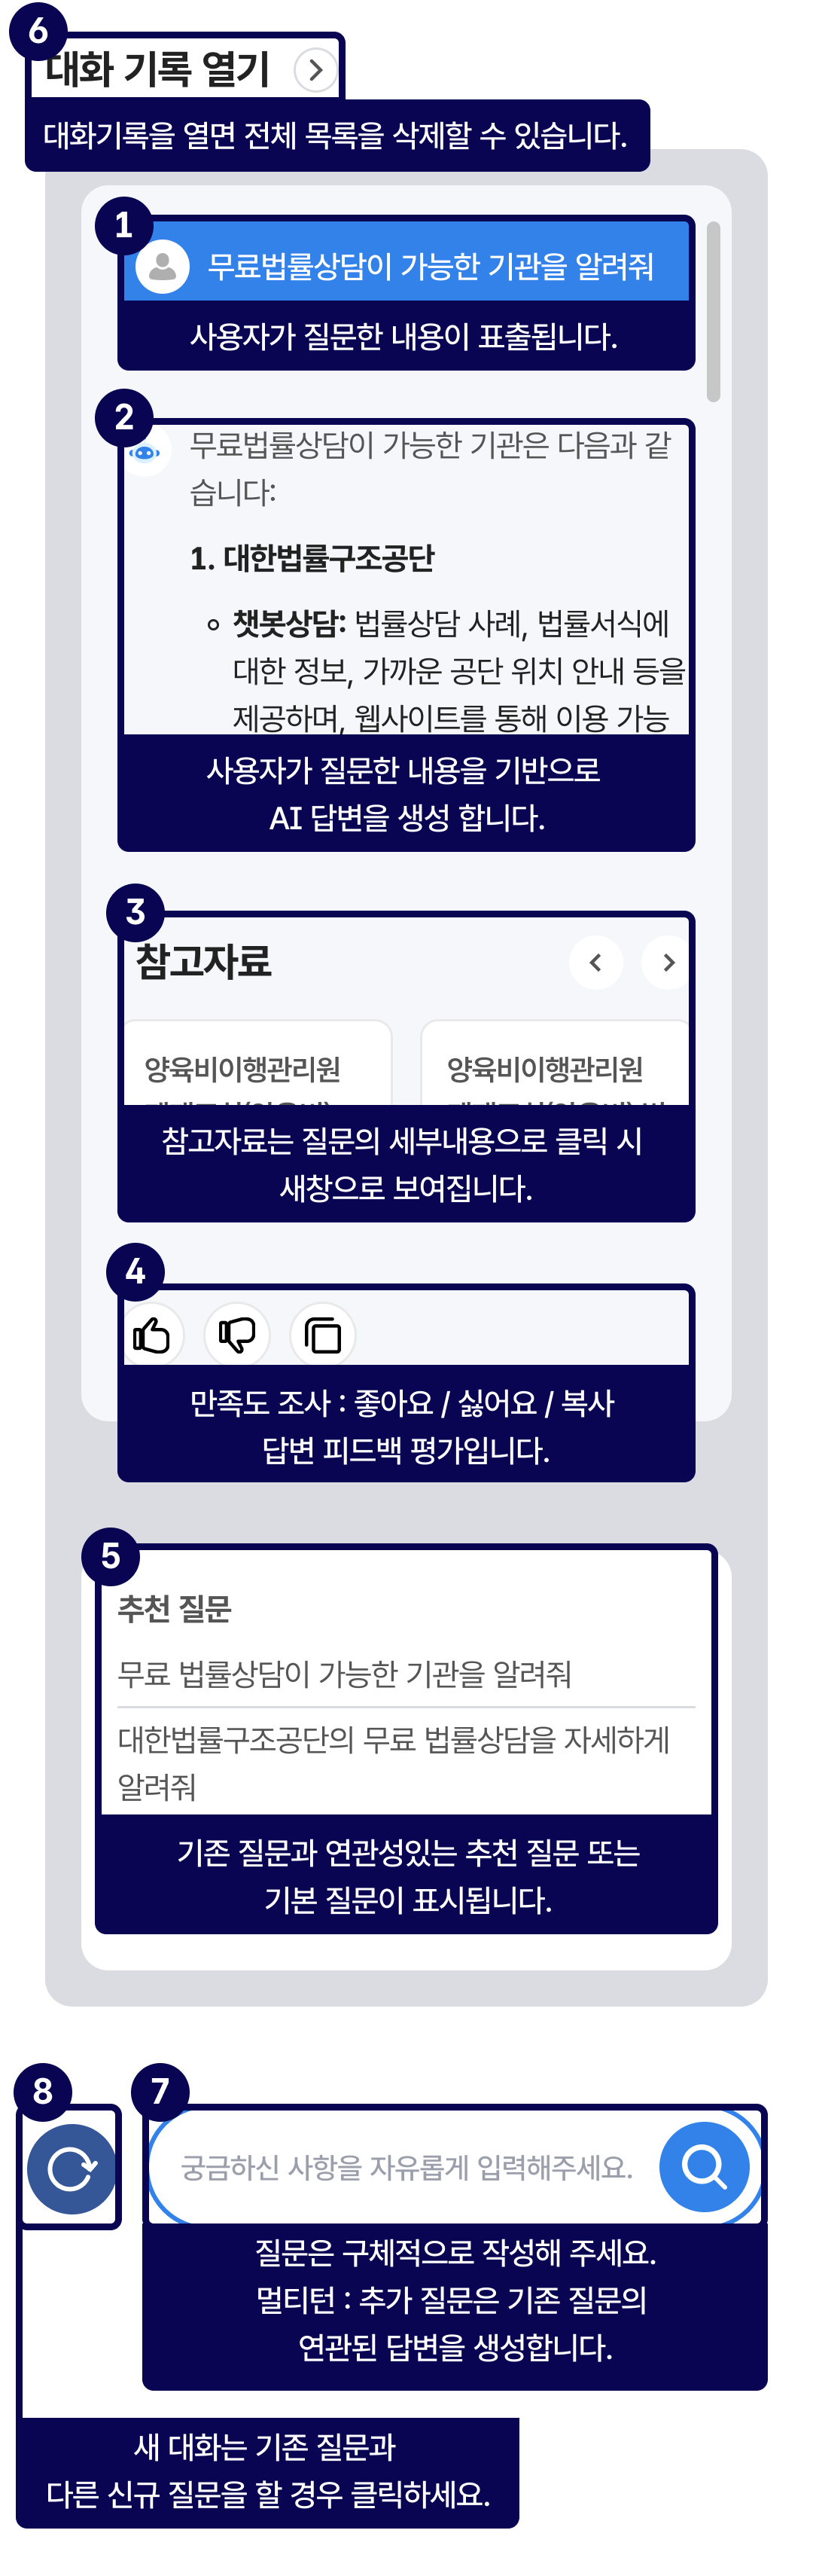 6
대화 기록 열기
대화기록을 열면 전체 목록을 삭제할 수 있습니다.
1
무료법률상담이 가능한 기관을 알려줘
사용자가 질문한 내용이 표출됩니다.
2
무료법률상담이 가능한 기관은 다음과 같
습니다:
1. 대한법률구조공단
챗봇상담: 법률상담 사례, 법률서식에
대한 정보, 가까운 공단 위치 안내 등을
제공하며, 웹사이트를 통해 이용 가능
사용자가 질문한 내용을 기반으로
AI 답변을 생성 합니다.
3
참고자료
양육비이행관리원
양육비이행관리원
참고자료는 질문의 세부내용으로 클릭 시
새창으로 보여집니다.
4
만족도 조사 : 좋아요 / 싫어요 / 복사
답변 피드백 평가입니다.
5
추천 질문
무료 법률상담이 가능한 기관을 알려줘
대한법률구조공단의 무료 법률상담을 자세하게
알려줘
기존 질문과 연관성있는 추천 질문 또는
기본 질문이 표시됩니다.
8
7
궁금하신 사항을 자유롭게 입력해주세요.
질문은 구체적으로 작성해 주세요.
멀티턴 : 추가 질문은 기존 질문의
연관된 답변을 생성합니다.
새 대화는 기존 질문과
다른 신규 질문을 할 경우 클릭하세요.